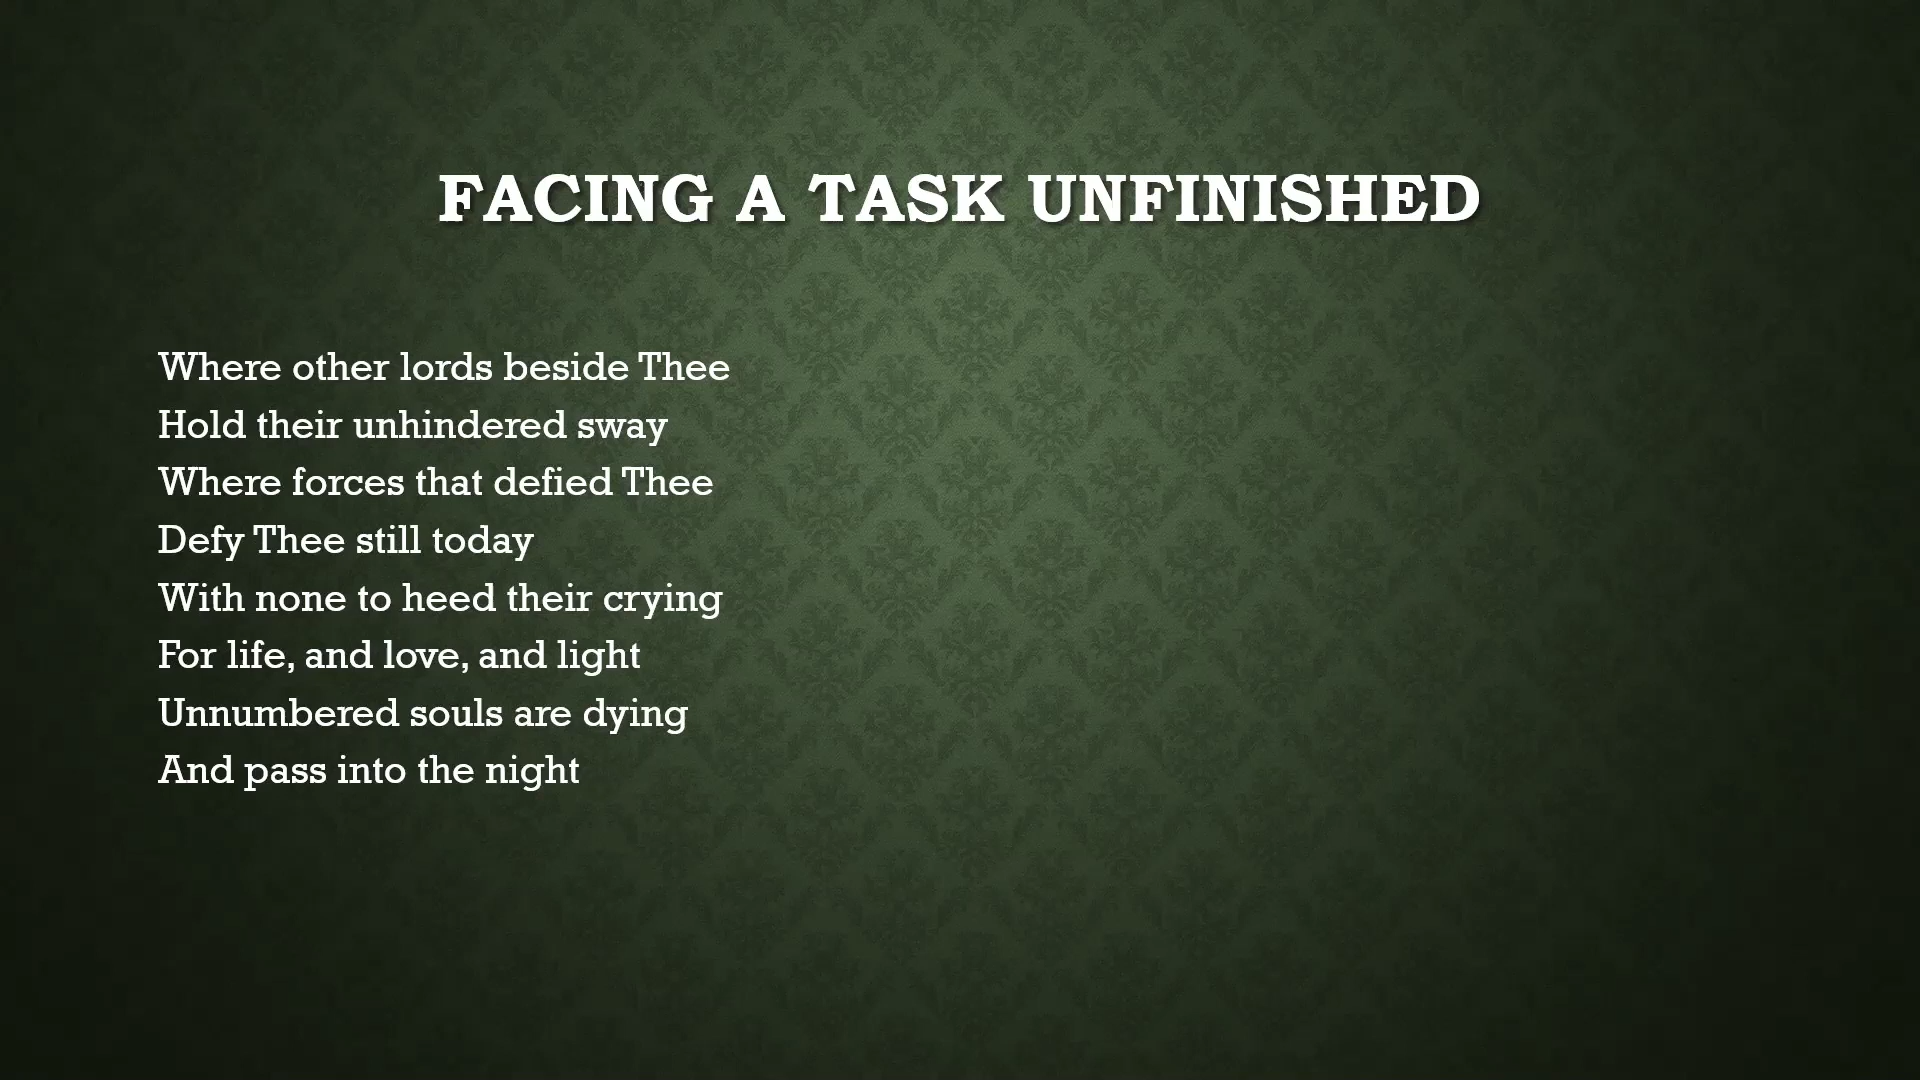 FACING A TASK UNFINISHED
Where other lords beside Thee
Hold their unhindered sway
Where forces that defied Thee
Defy Thee still today
With none to heed their crying
For life, and love, and light
Unnumbered souls are dying
And pass into the night